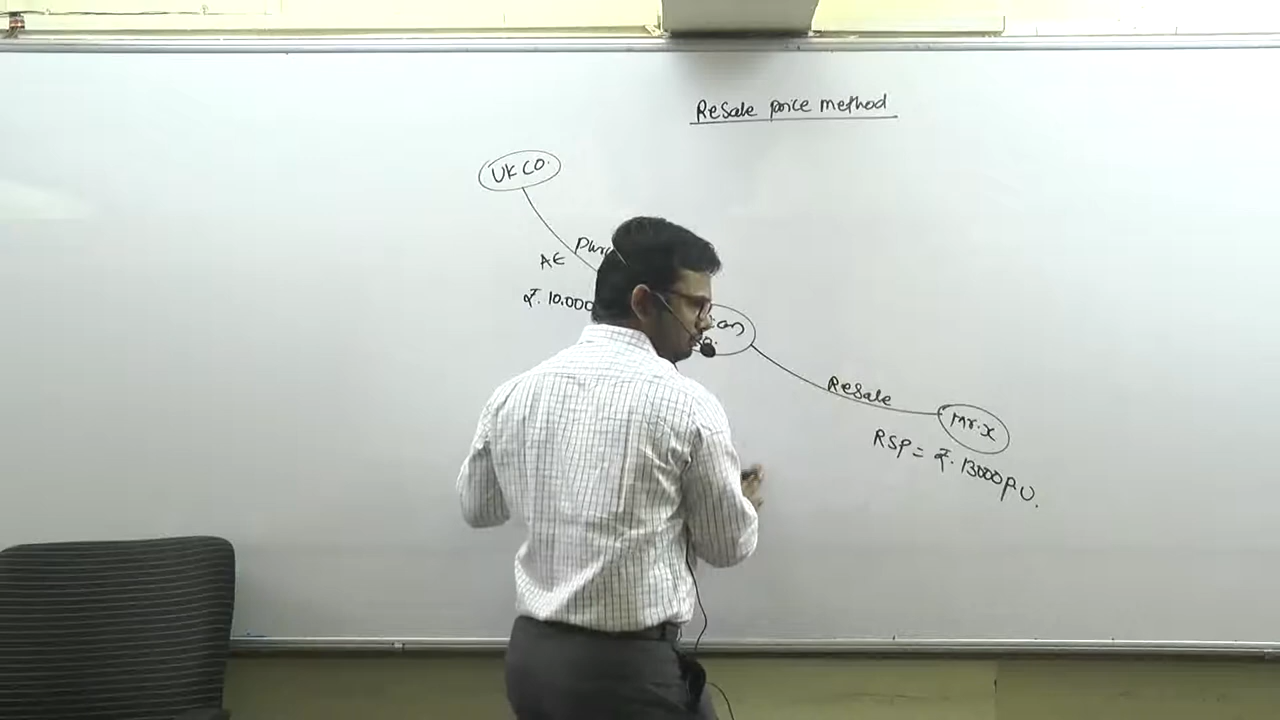 Resale price method
UK CO.
AE
₹. 10,000
Resale
Mr. X
RSP = ₹. 13000 p.u.